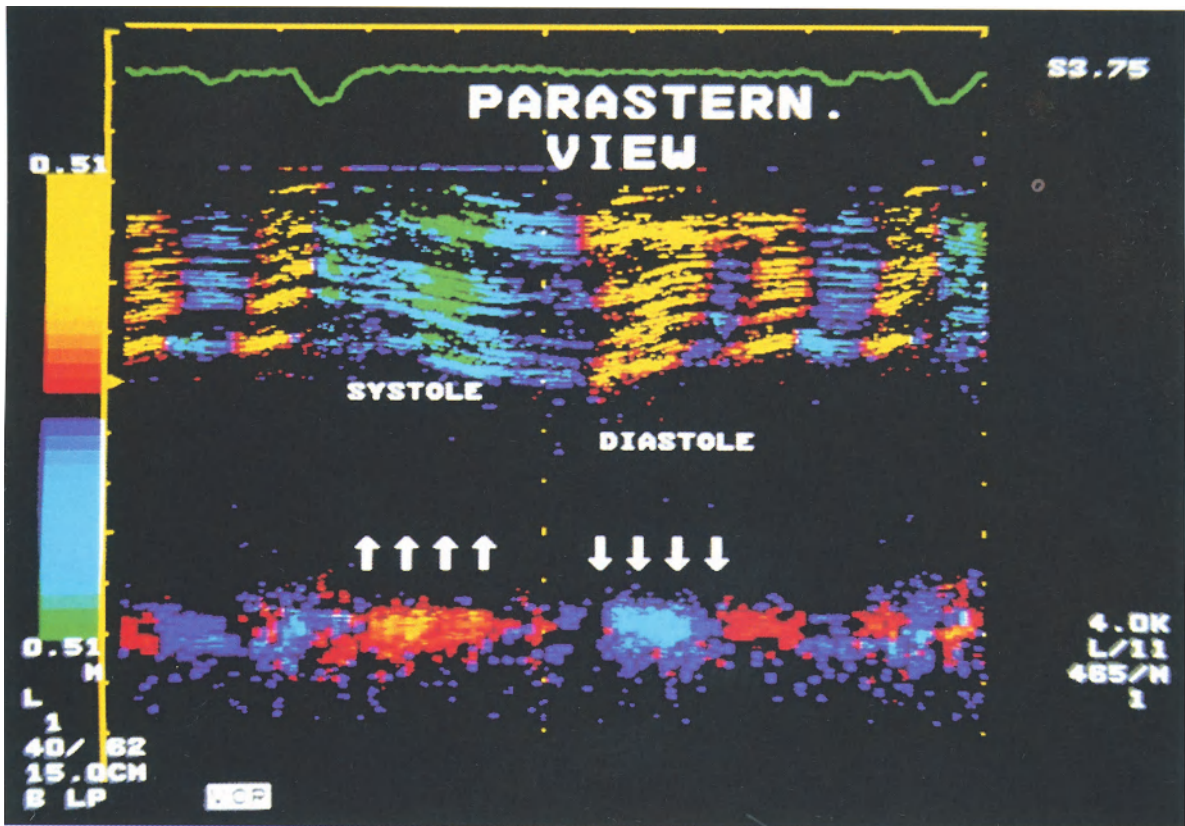 S3.75
PARASTERN.
VIEW
0.51
SYSTOLE
DIASTOLE
0.51
M
L
1
40/ 62
15.0CM
B LP
VCR
4.0K
L/11
465/M
1